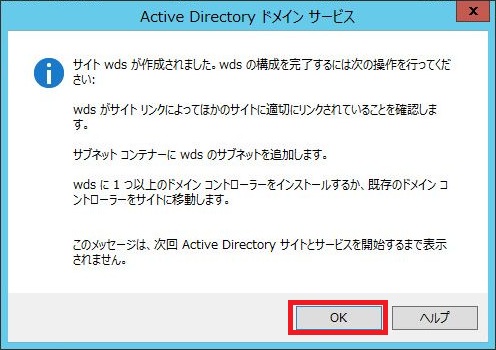 Active Directory ドメイン サービス
x
サイト wds が作成されました。wds の構成を完了するには次の操作を行ってくだ
さい:
wds がサイト リンクによってほかのサイトに適切にリンクされていることを確認しま
す。
サブネット コンテナーに wds のサブネットを追加します。
wds に 1 つ以上のドメイン コントローラーをインストールするか、既存のドメイン コ
ントローラーをサイトに移動します。
このメッセージは、次回 Active Directory サイトとサービスを開始するまで表示
されません。
OK
ヘルプ